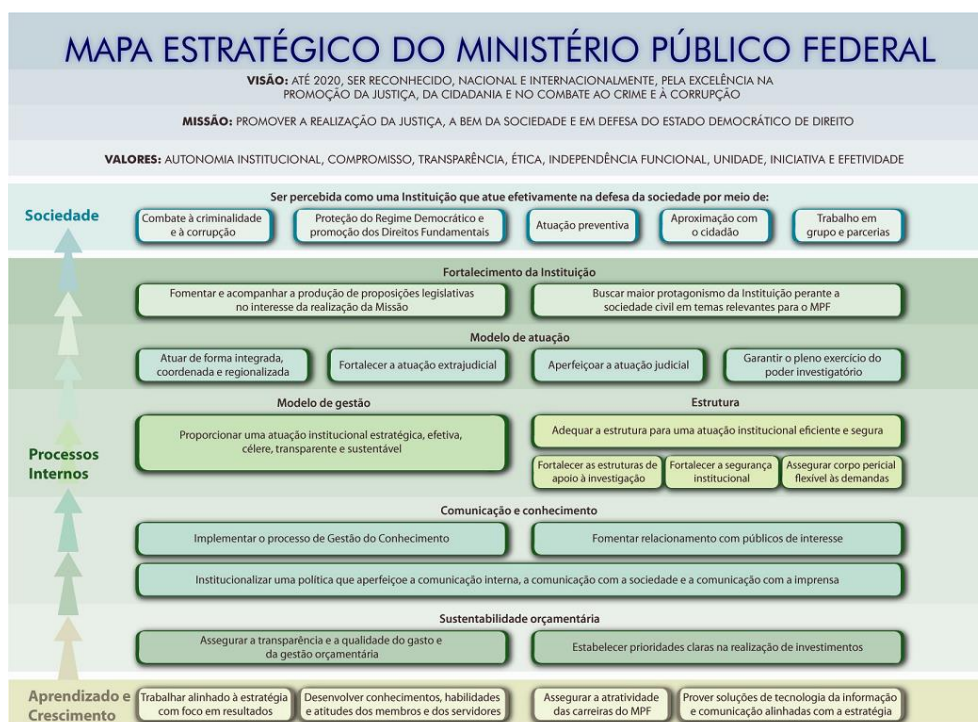 MAPA ESTRATÉGICO DO MINISTÉRIO PÚBLICO FEDERAL
VISÃO: ATÉ 2020, SER RECONHECIDO, NACIONAL E INTERNACIONALMENTE, PELA EXCELÊNCIA NA
PROMOÇÃO DA JUSTIÇA, DA CIDADANIA E NO COMBATE AO CRIME E À CORRUPÇÃO
MISSÃO: PROMOVER A REALIZAÇÃO DA JUSTIÇA, A BEM DA SOCIEDADE E EM DEFESA DO ESTADO DEMOCRÁTICO DE DIREITO
VALORES: AUTONOMIA INSTITUCIONAL, COMPROMISSO, TRANSPARÊNCIA, ÉTICA, INDEPENDÊNCIA FUNCIONAL, UNIDADE, INICIATIVA E EFETIVIDADE
Sociedade
Ser percebida como uma Instituição que atue efetivamente na defesa da sociedade por meio de:
Combate à criminalidade
e à corrupção
Proteção do Regime Democrático e
promoção dos Direitos Fundamentais
Atuação preventiva
Aproximação com
o cidadão
Trabalho em
grupo e parcerias
Processos
Internos
Fortalecimento da Instituição
Fomentar e acompanhar a produção de proposições legislativas
no interesse da realização da Missão
Buscar maior protagonismo da Instituição perante a
sociedade civil em temas relevantes para o MPF
Modelo de atuação
Atuar de forma integrada,
coordenada e regionalizada
Fortalecer a atuação extrajudicial
Aperfeiçoar a atuação judicial
Garantir o pleno exercício do
poder investigatório
Modelo de gestão
Proporcionar uma atuação institucional estratégica, efetiva,
célere, transparente e sustentável
Estrutura
Adequar a estrutura para uma atuação institucional eficiente e segura
Fortalecer as estruturas de
apoio à investigação
Fortalecer a segurança
institucional
Assegurar corpo pericial
flexível às demandas
Comunicação e conhecimento
Implementar o processo de Gestão do Conhecimento
Fomentar relacionamento com públicos de interesse
Institucionalizar uma política que aperfeiçoe a comunicação interna, a comunicação com a sociedade e a comunicação com a imprensa
Sustentabilidade orçamentária
Assegurar a transparência e a qualidade do gasto e
da gestão orçamentária
Estabelecer prioridades claras na realização de investimentos
Aprendizado e
Crescimento
Trabalhar alinhado à estratégia
com foco em resultados
Desenvolver conhecimentos, habilidades
e atitudes dos membros e dos servidores
Assegurar a atratividade
das carreiras do MPF
Prover soluções de tecnologia da informação
e comunicação alinhadas com a estratégia